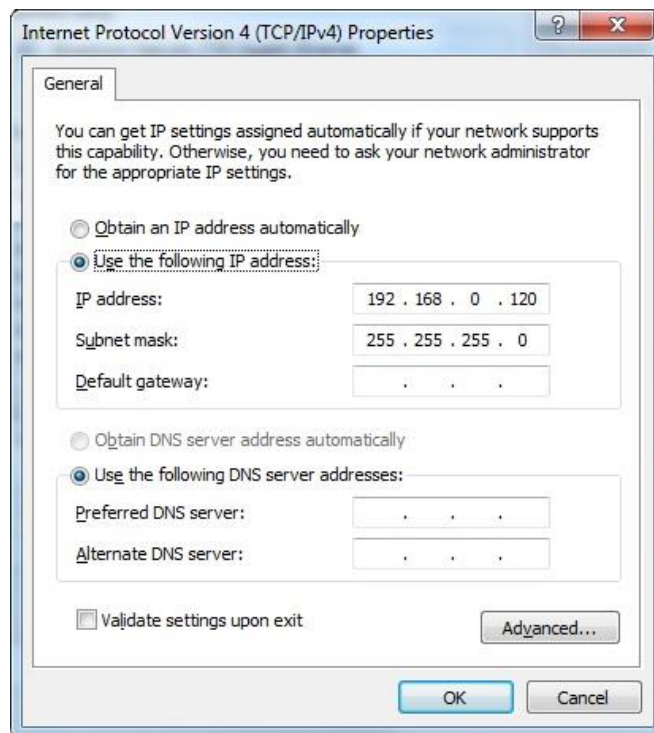 Internet Protocol Version 4 (TCP/IPv4) Properties
General
You can get IP settings assigned automatically if your network supports
this capability. Otherwise, you need to ask your network administrator
for the appropriate IP settings.
Obtain an IP address automatically
Use the following IP address:
IP address: 192 . 168 . 0 . 120
Subnet mask: 255 . 255 . 255 . 0
Default gateway: . . .
Obtain DNS server address automatically
Use the following DNS server addresses:
Preferred DNS server: . . .
Alternate DNS server: . . .
Validate settings upon exit
Advanced...
OK Cancel